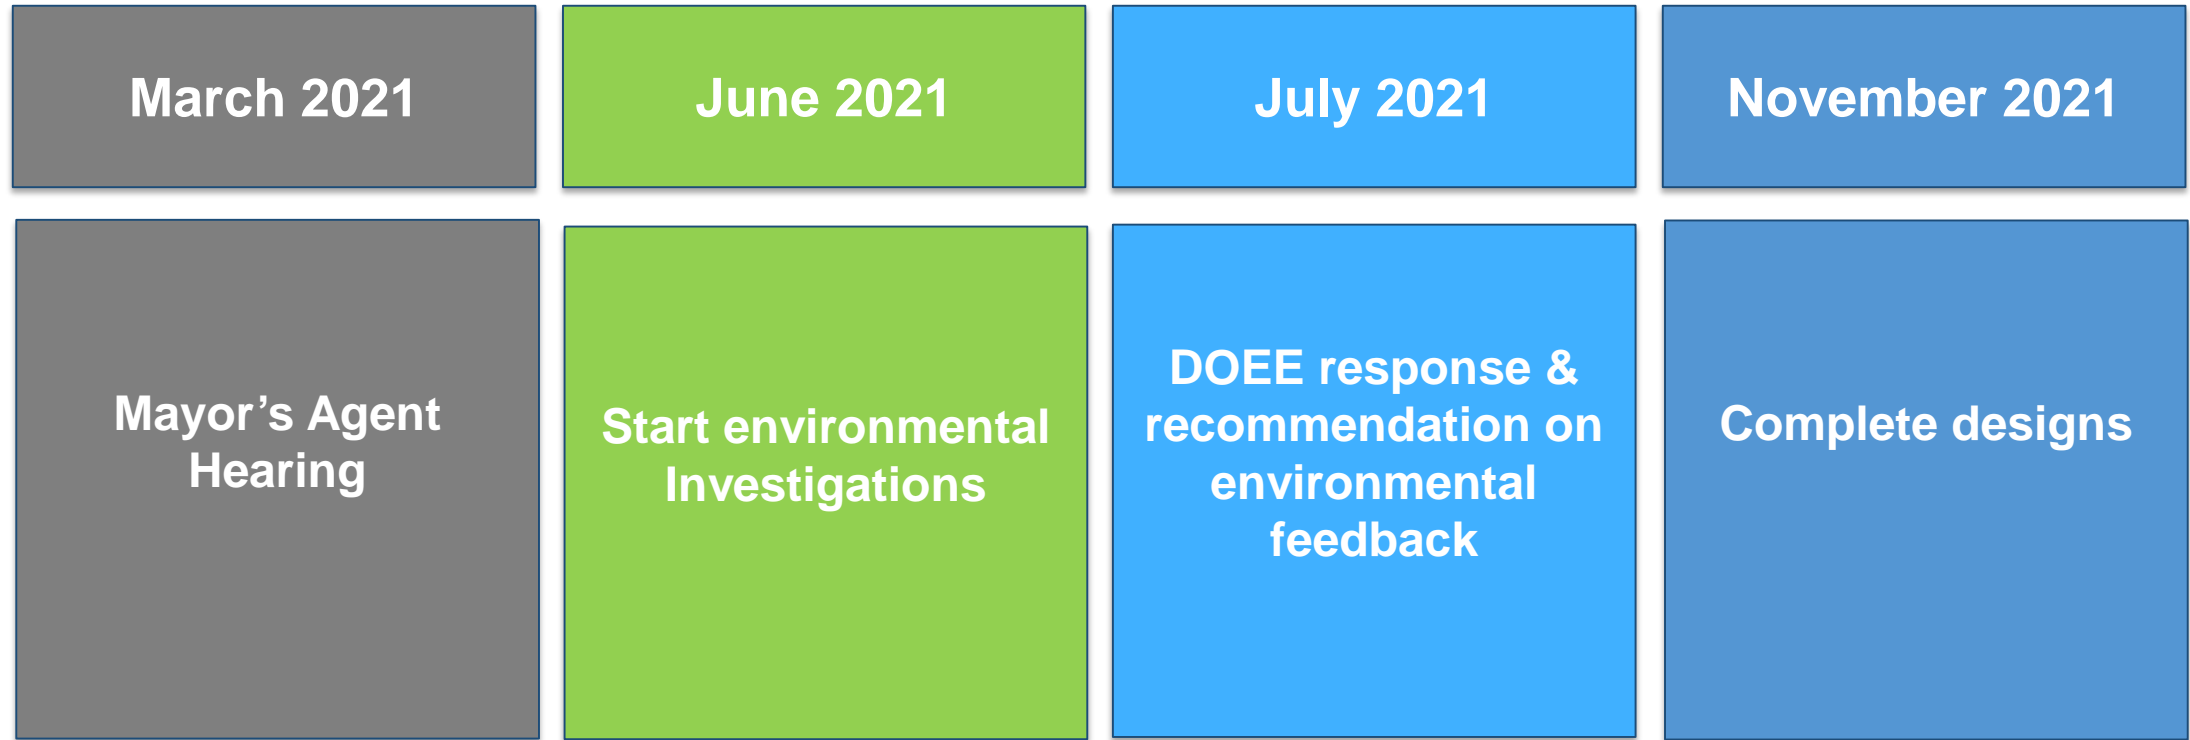 March 2021
June 2021
July 2021
November 2021
Mayor’s Agent
Hearing
Start environmental
Investigations
DOEE response &
recommendation on
environmental
feedback
Complete designs